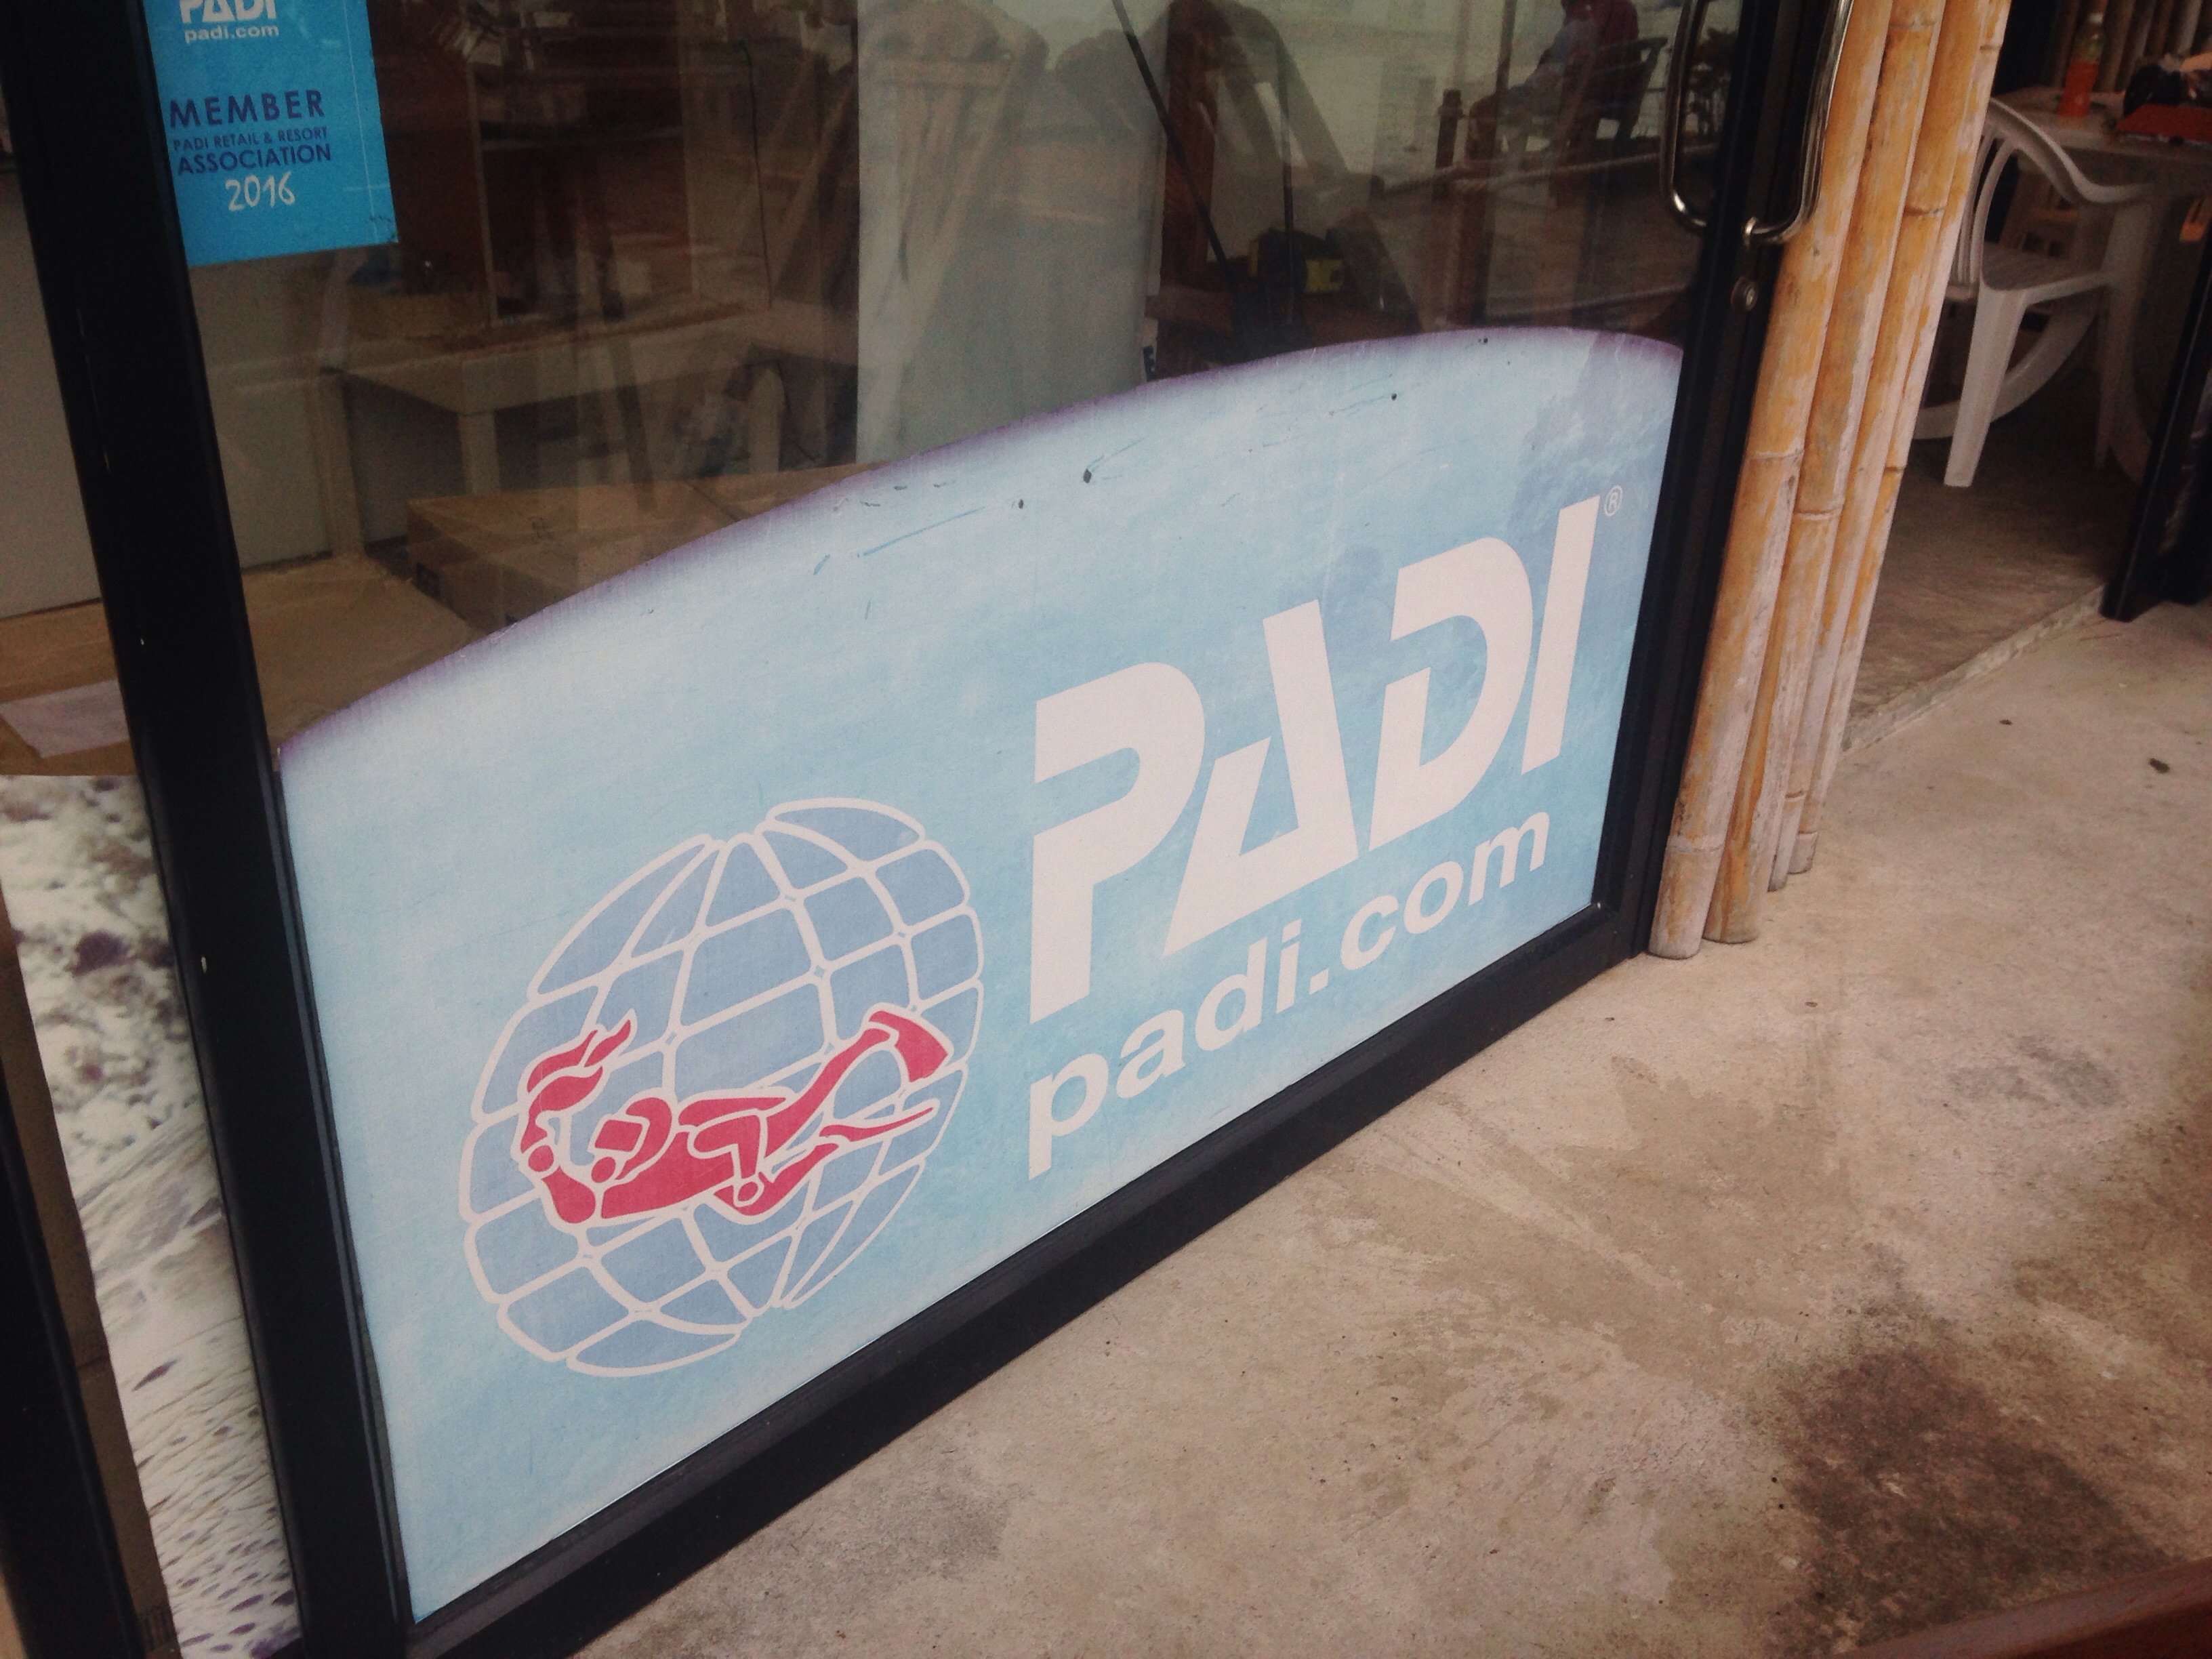 PADI
padi.com
MEMBER
PADI RETAIL & RESORT
ASSOCIATION
2016
PADI®
padi.com